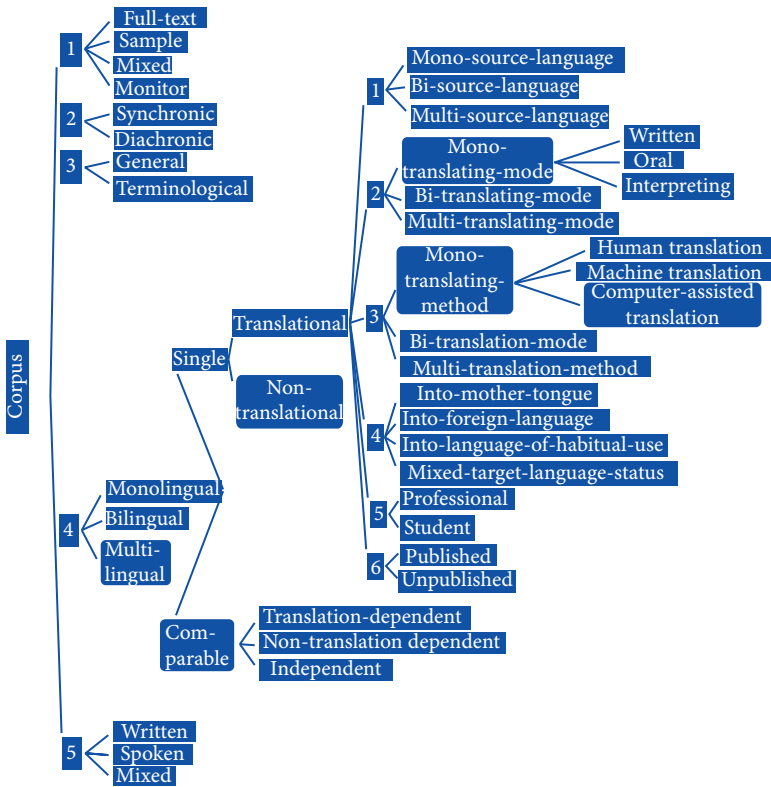 Corpus
1
Full-text
Sample
Mixed
Monitor
2
Synchronic
Diachronic
3
General
Terminological
4
Monolingual
Bilingual
Multi-
lingual
Single
Translational
1
Mono-source-language
Bi-source-language
Multi-source-language
2
Mono-
translating-mode
Written
Oral
Interpreting
Bi-translating-mode
Multi-translating-mode
3
Mono-
translating-
method
Human translation
Machine translation
Computer-assisted
translation
Bi-translation-mode
Multi-translation-method
4
Into-mother-tongue
Into-foreign-language
Into-language-of-habitual-use
Mixed-target-language-status
5
Professional
Student
6
Published
Unpublished
Non-
translational
Com-
parable
Translation-dependent
Non-translation dependent
Independent
5
Written
Spoken
Mixed